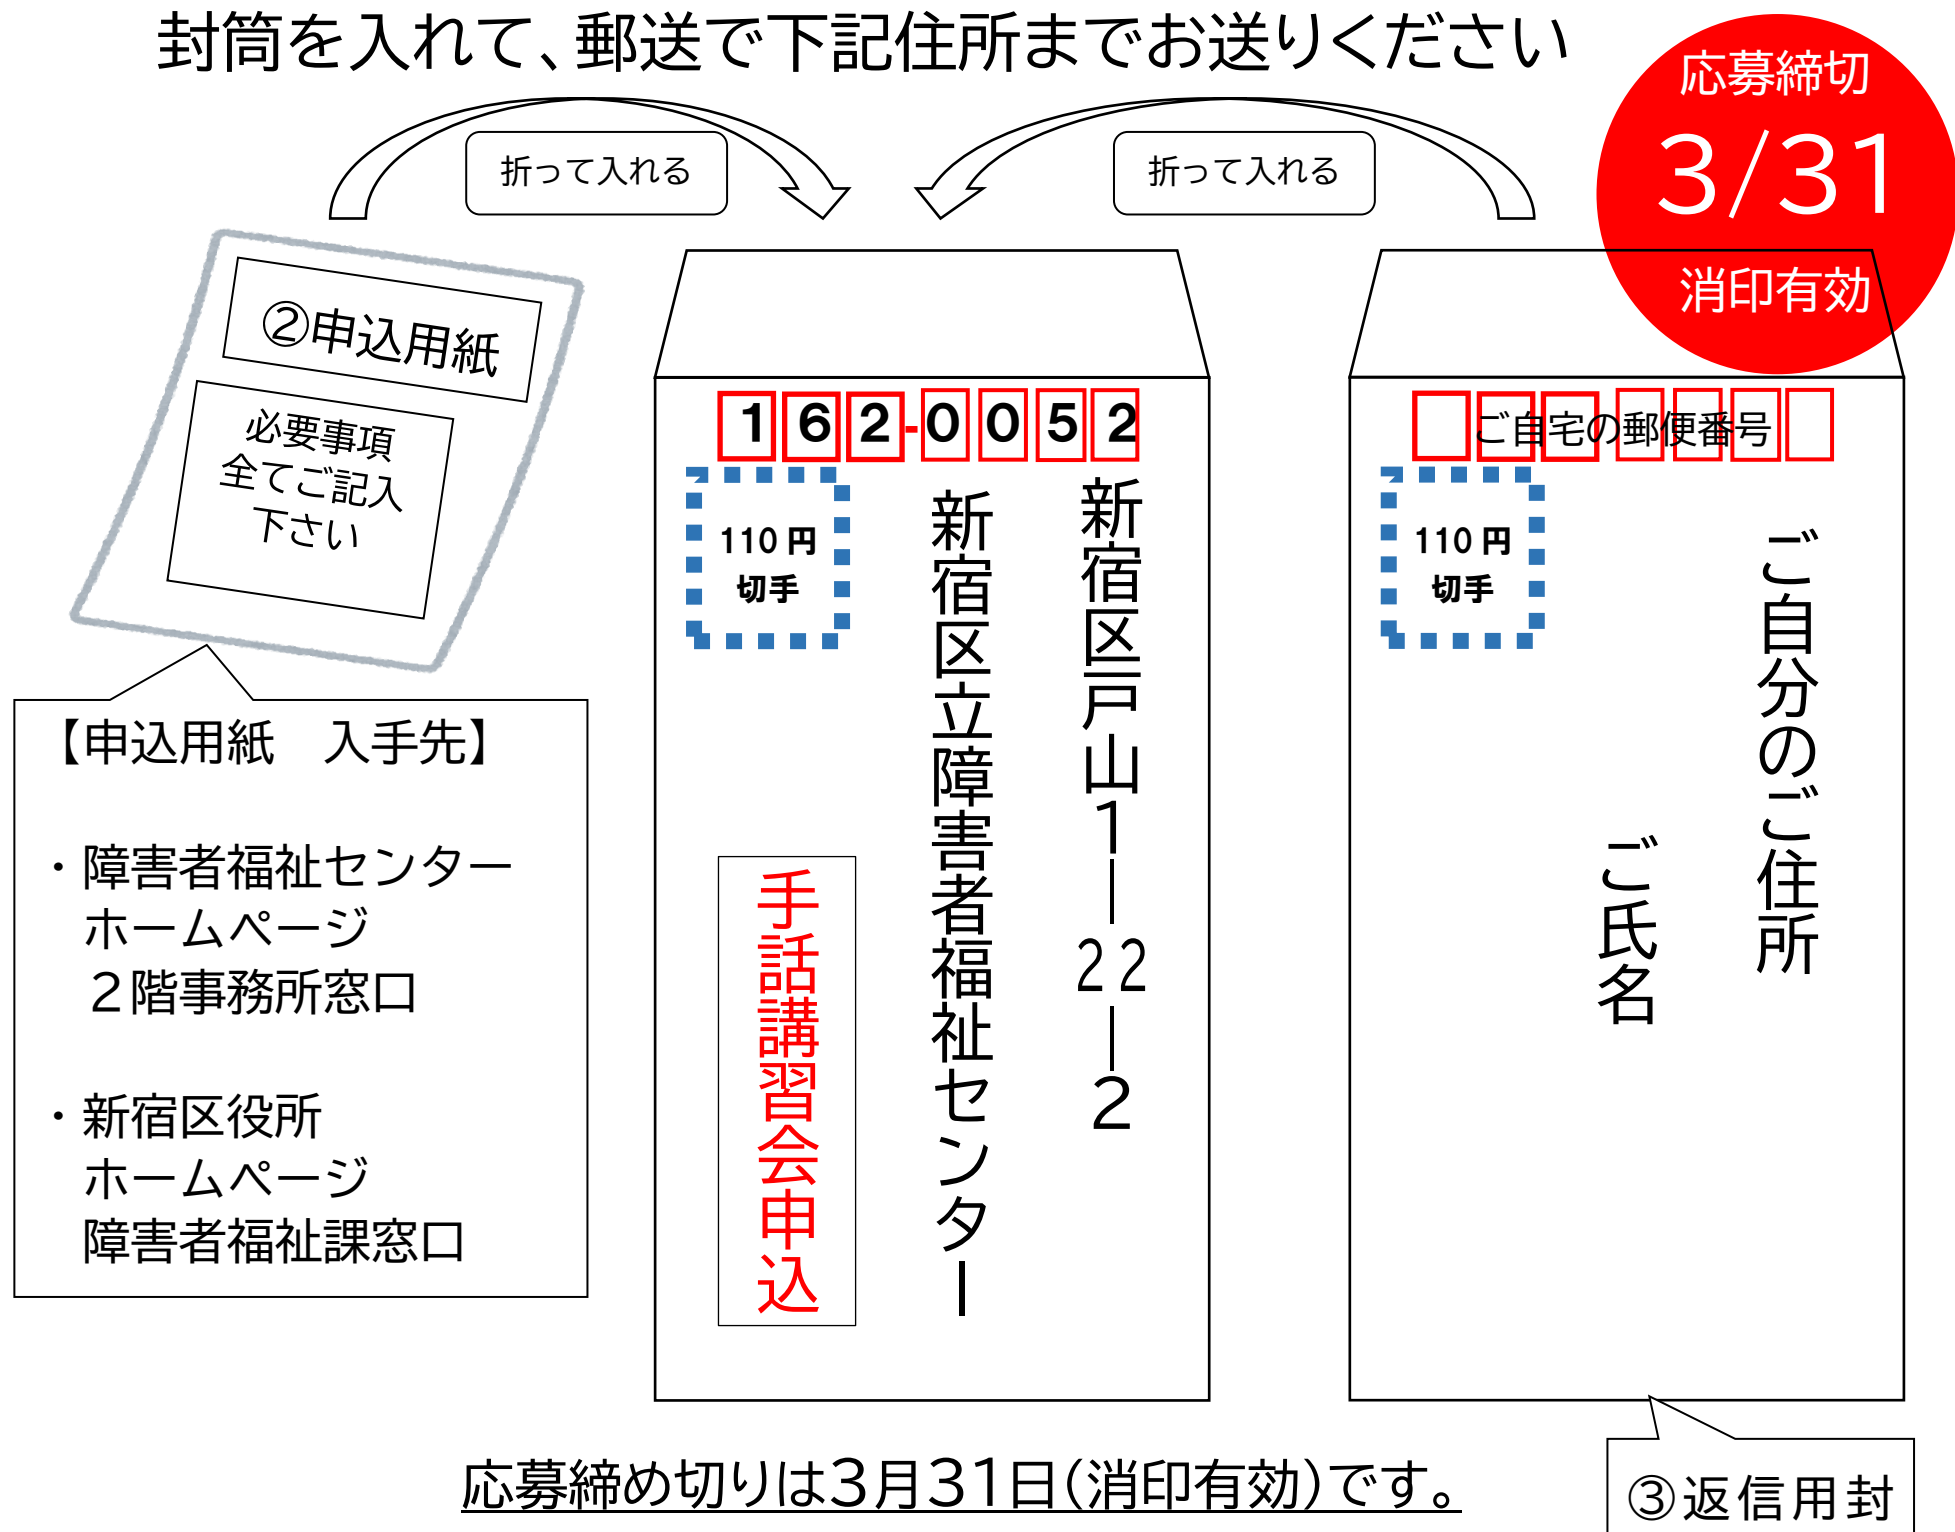 封筒を入れて、郵送で下記住所までお送りください
応募締切
3/31
消印有効
折って入れる
折って入れる
②申込用紙
必要事項
全てご記入
下さい
【申込用紙　入手先】
・障害者福祉センター
ホームページ
２階事務所窓口
・新宿区役所
ホームページ
障害者福祉課窓口
162-0052
110円
切手
新宿区戸山1―22―2
新宿区立障害者福祉センター
手話講習会申込
ご自宅の郵便番号
110円
切手
ご自分のご住所
ご氏名
応募締め切りは3月31日（消印有効）です。
③返信用封